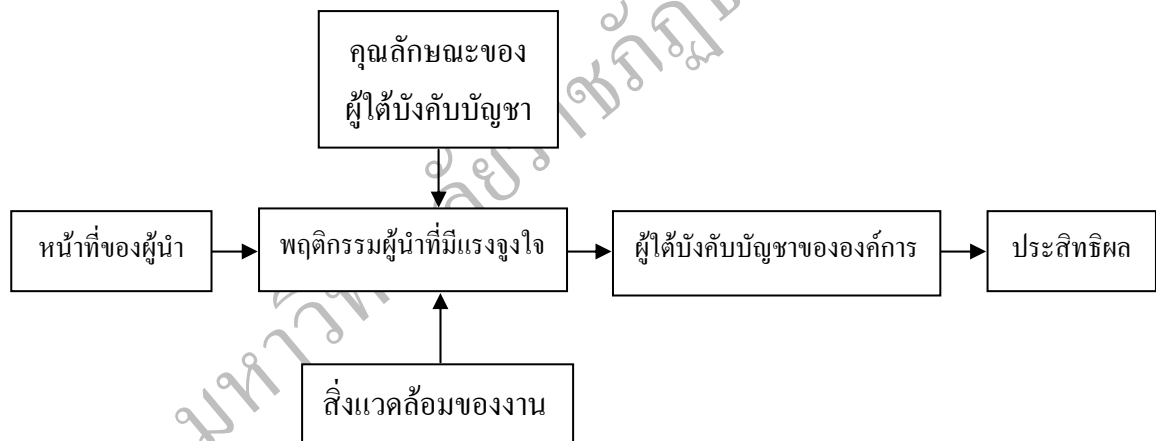 คุณลักษณะของ
ผู้ใต้บังคับบัญชา
หน้าที่ของผู้นำ
พฤติกรรมผู้นำที่มีแรงจูงใจ
ผู้ใต้บังคับบัญชาขององค์การ
ประสิทธิผล
สิ่งแวดล้อมของงาน